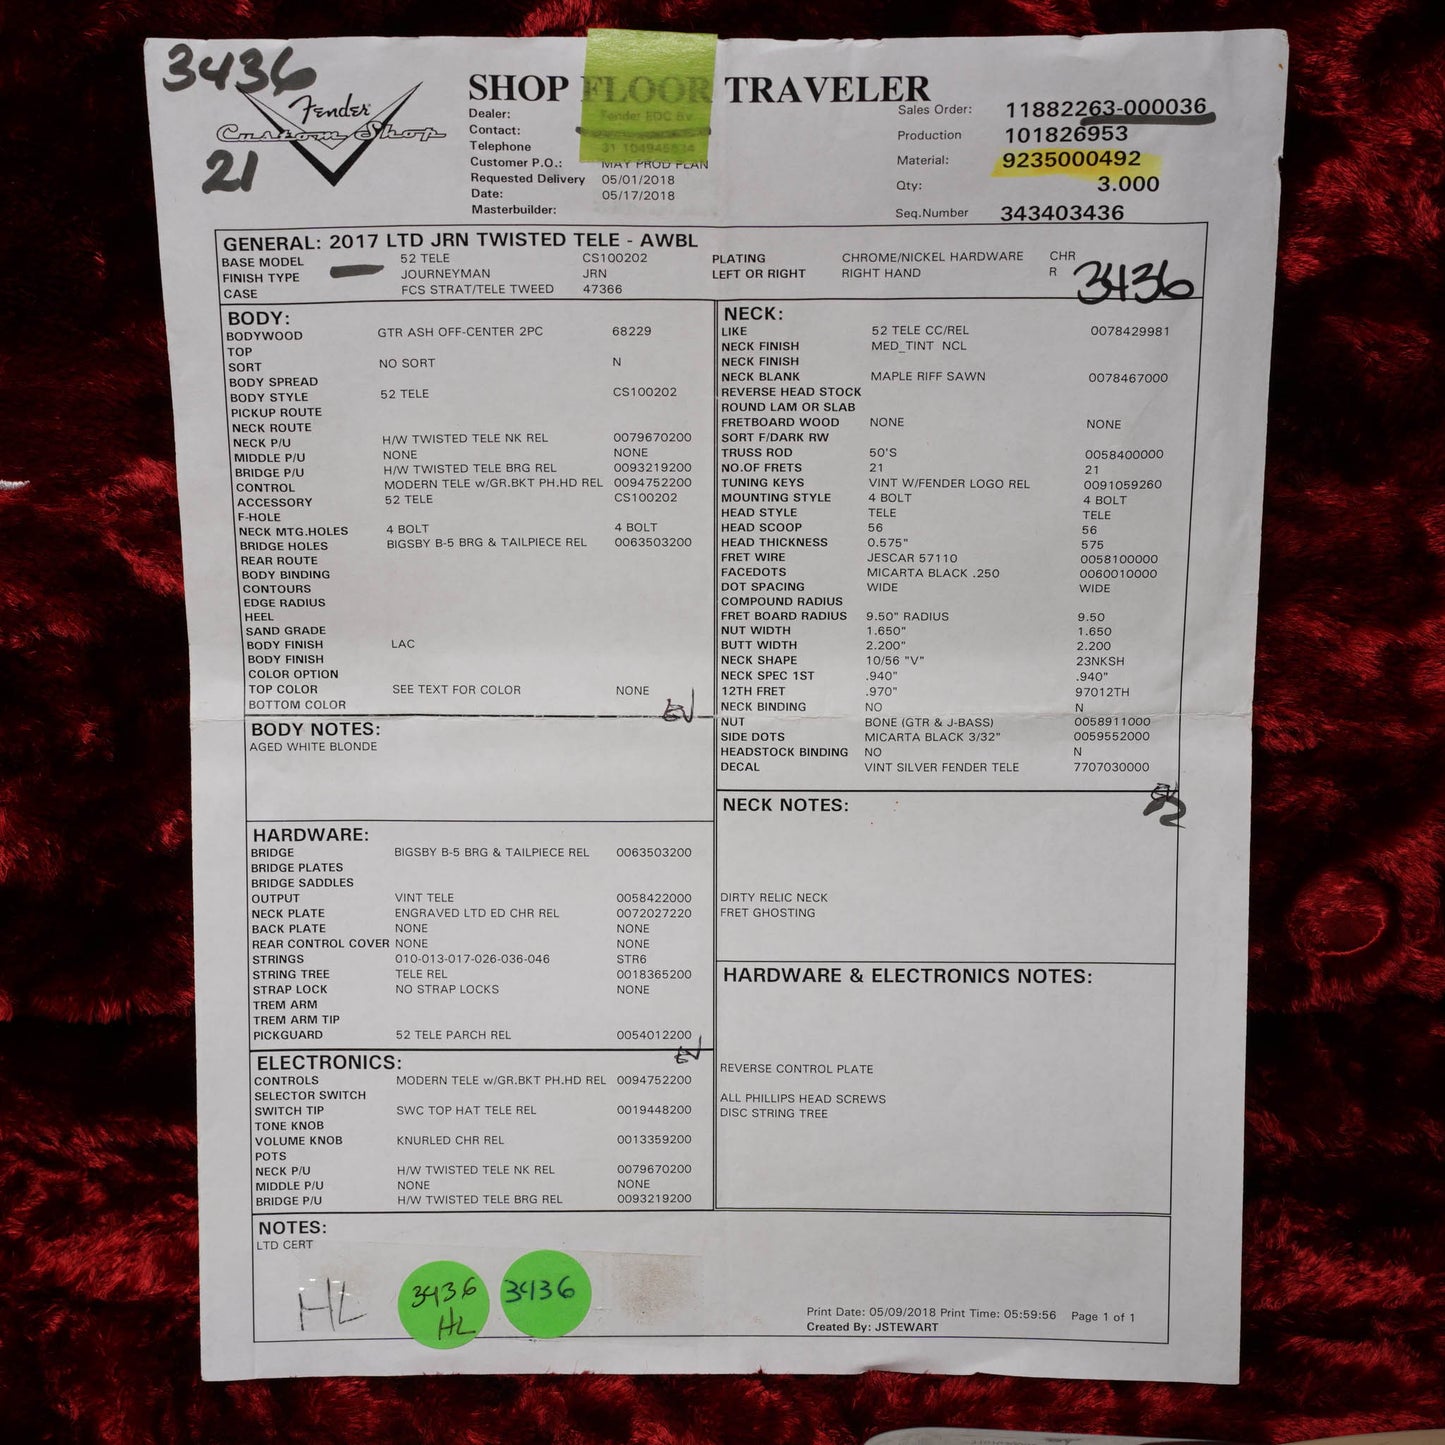 3436
Fender
Custom Shop
21
SHOP FLOOR TRAVELER
Dealer: Fender EDC Bv
Contact:
Telephone
Customer P.O.: MAY PROD PLAN
Requested Delivery 05/01/2018
Date: 05/17/2018
Masterbuilder:
Sales Order: 11882263-000036
Production 101826953
Material: 9235000492
Qty: 3.000
Seq.Number 343403436
GENERAL: 2017 LTD JRN TWISTED TELE - AWBL
BASE MODEL 52 TELE CS100202 PLATING CHROME/NICKEL HARDWARE CHR
FINISH TYPE JOURNEYMAN JRN LEFT OR RIGHT RIGHT HAND R
CASE FCS STRAT/TELE TWEED 47366
3436
BODY:
BODYWOOD GTR ASH OFF-CENTER 2PC 68229
TOP
SORT NO SORT N
BODY SPREAD
BODY STYLE 52 TELE CS100202
PICKUP ROUTE
NECK ROUTE
NECK P/U H/W TWISTED TELE NK REL 0079670200
MIDDLE P/U NONE NONE
BRIDGE P/U H/W TWISTED TELE BRG REL 0093219200
CONTROL MODERN TELE w/GR.BKT PH.HD REL 0094752200
ACCESSORY 52 TELE CS100202
F-HOLE
NECK MTG.HOLES 4 BOLT 4 BOLT
BRIDGE HOLES BIGSBY B-5 BRG & TAILPIECE REL 0063503200
REAR ROUTE
BODY BINDING
CONTOURS
EDGE RADIUS
HEEL
SAND GRADE
BODY FINISH LAC
BODY FINISH
COLOR OPTION
TOP COLOR SEE TEXT FOR COLOR NONE
BOTTOM COLOR
EV
BODY NOTES:
AGED WHITE BLONDE
HARDWARE:
BRIDGE BIGSBY B-5 BRG & TAILPIECE REL 0063503200
BRIDGE PLATES
BRIDGE SADDLES
OUTPUT VINT TELE 0058422000
NECK PLATE ENGRAVED LTD ED CHR REL 0072027220
BACK PLATE NONE NONE
REAR CONTROL COVER NONE NONE
STRINGS 010-013-017-026-036-046 STR6
STRING TREE TELE REL 0018365200
STRAP LOCK NO STRAP LOCKS NONE
TREM ARM
TREM ARM TIP
PICKGUARD 52 TELE PARCH REL 0054012200
EV
ELECTRONICS:
CONTROLS MODERN TELE w/GR.BKT PH.HD REL 0094752200
SELECTOR SWITCH
SWITCH TIP SWC TOP HAT TELE REL 0019448200
TONE KNOB
VOLUME KNOB KNURLED CHR REL 0013359200
POTS
NECK P/U H/W TWISTED TELE NK REL 0079670200
MIDDLE P/U NONE NONE
BRIDGE P/U H/W TWISTED TELE BRG REL 0093219200
NECK:
LIKE 52 TELE CC/REL 0078429981
NECK FINISH MED_TINT NCL
NECK FINISH
NECK BLANK MAPLE RIFF SAWN 0078467000
REVERSE HEAD STOCK
ROUND LAM OR SLAB
FRETBOARD WOOD NONE NONE
SORT F/DARK RW
TRUSS ROD 50'S 0058400000
NO.OF FRETS 21 21
TUNING KEYS VINT W/FENDER LOGO REL 0091059260
MOUNTING STYLE 4 BOLT 4 BOLT
HEAD STYLE TELE TELE
HEAD SCOOP 56 56
HEAD THICKNESS 0.575" 575
FRET WIRE JESCAR 57110 0058100000
FACEDOTS MICARTA BLACK .250 0060010000
DOT SPACING WIDE WIDE
COMPOUND RADIUS
FRET BOARD RADIUS 9.50" RADIUS 9.50
NUT WIDTH 1.650" 1.650
BUTT WIDTH 2.200" 2.200
NECK SHAPE 10/56 "V" 23NKSH
NECK SPEC 1ST .940" .940"
12TH FRET .970" 97012TH
NECK BINDING NO N
NUT BONE (GTR & J-BASS) 0058911000
SIDE DOTS MICARTA BLACK 3/32" 0059552000
HEADSTOCK BINDING NO N
DECAL VINT SILVER FENDER TELE 7707030000
EV
NECK NOTES:
DIRTY RELIC NECK
FRET GHOSTING
HARDWARE & ELECTRONICS NOTES:
REVERSE CONTROL PLATE
ALL PHILLIPS HEAD SCREWS
DISC STRING TREE
NOTES:
LTD CERT
HL
3436
HL
3436
Print Date: 05/09/2018 Print Time: 05:59:56 Page 1 of 1
Created By: JSTEWART